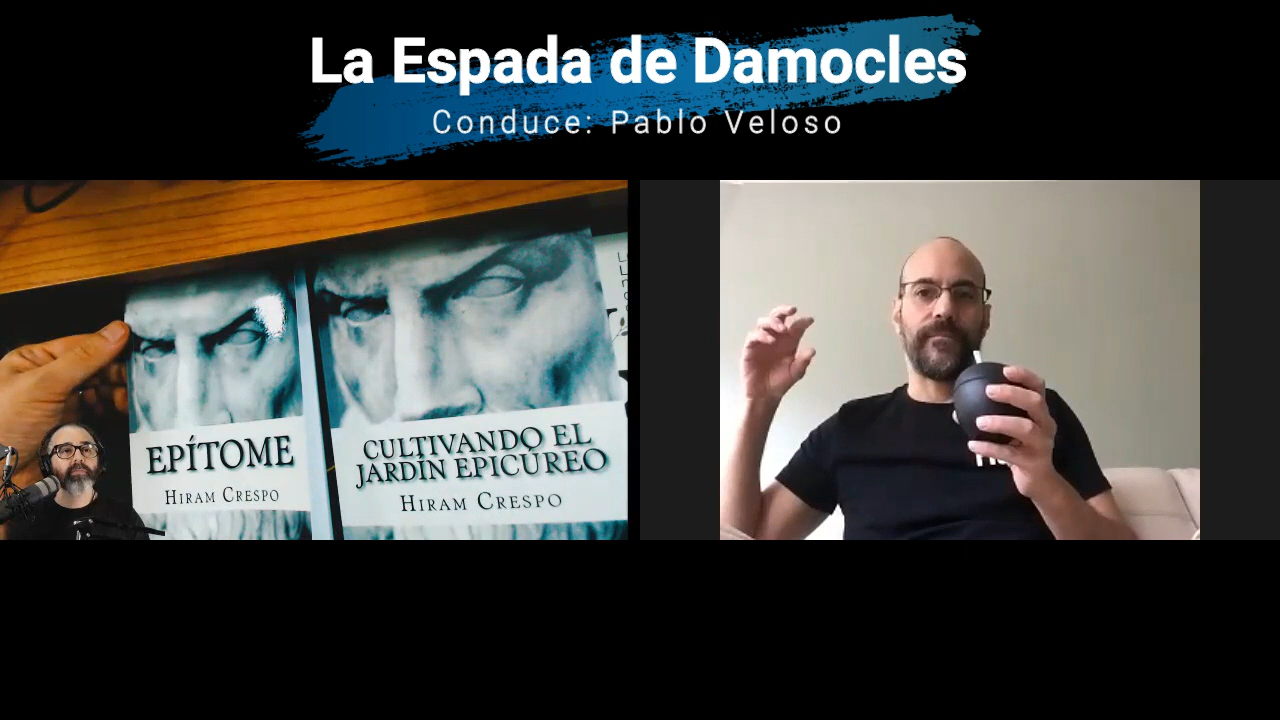 La Espada de Damocles
Conduce: Pablo Veloso
EPÍTOME
HIRAM CRESPO
CULTIVANDO EL
JARDÍN EPICÚREO
HIRAM CRESPO